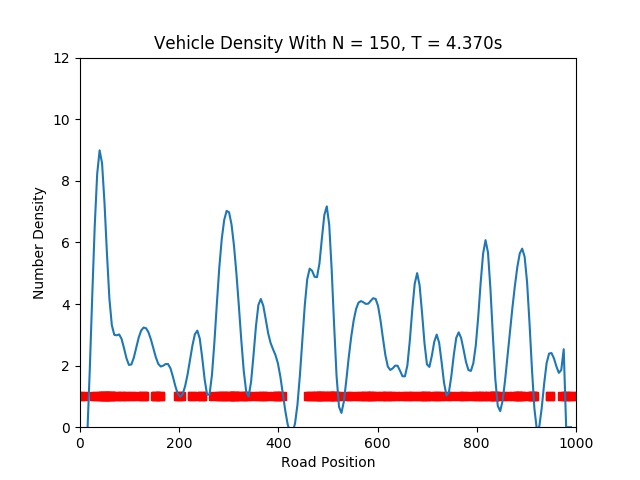 Vehicle Density With N = 150, T = 4.370s
12
10
8
6
4
2
0
Number Density
0 200 400 600 800 1000
Road Position